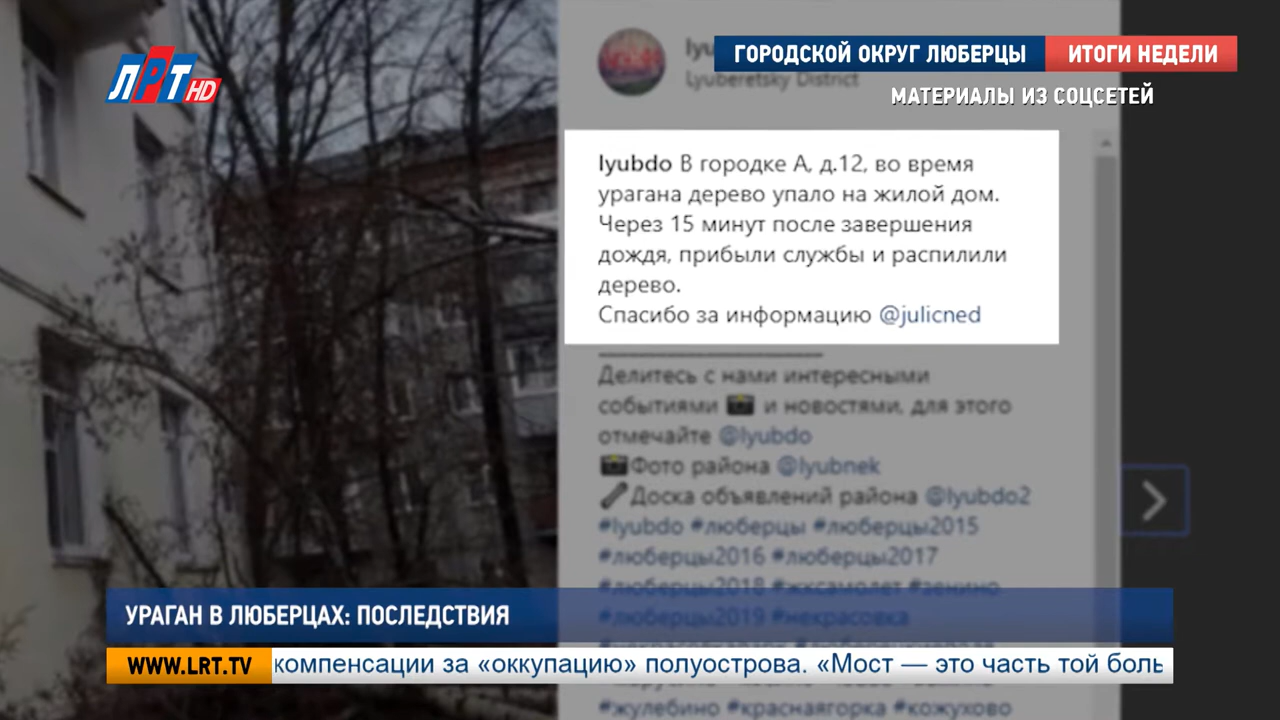 ЛРТ HD
ГОРОДСКОЙ ОКРУГ ЛЮБЕРЦЫ ИТОГИ НЕДЕЛИ
Lyuberetsky District
МАТЕРИАЛЫ ИЗ СОЦСЕТЕЙ
lyubdo В городке А, д.12, во время
урагана дерево упало на жилой дом.
Через 15 минут после завершения
дождя, прибыли службы и распилили
дерево.
Спасибо за информацию @julicned
Делитесь с нами интересными
событиями 📷 и новостями, для этого
отмечайте @lyubdo
📷Фото района @lyubnek
Доска объявлений района @lyubdo2
#lyubdo #люберцы #люберцы2015
#люберцы2016 #люберцы2017
#люберцы2018 #жксамолет #зенино
#люберцы2019 #некрасовка
УРАГАН В ЛЮБЕРЦАХ: ПОСЛЕДСТВИЯ
WWW.LRT.TV компенсации за «оккупацию» полуострова. «Мост — это часть той боль
#жулебино #краснаягорка #кожухово